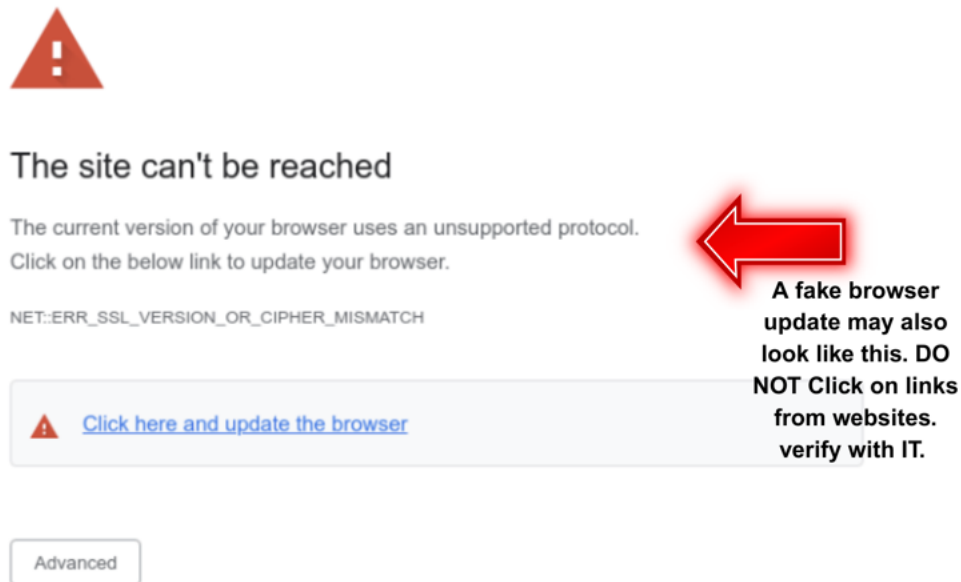 The site can't be reached
The current version of your browser uses an unsupported protocol.
Click on the below link to update your browser.
NET::ERR_SSL_VERSION_OR_CIPHER_MISMATCH
Click here and update the browser
Advanced
A fake browser
update may also
look like this. DO
NOT Click on links
from websites.
verify with IT.